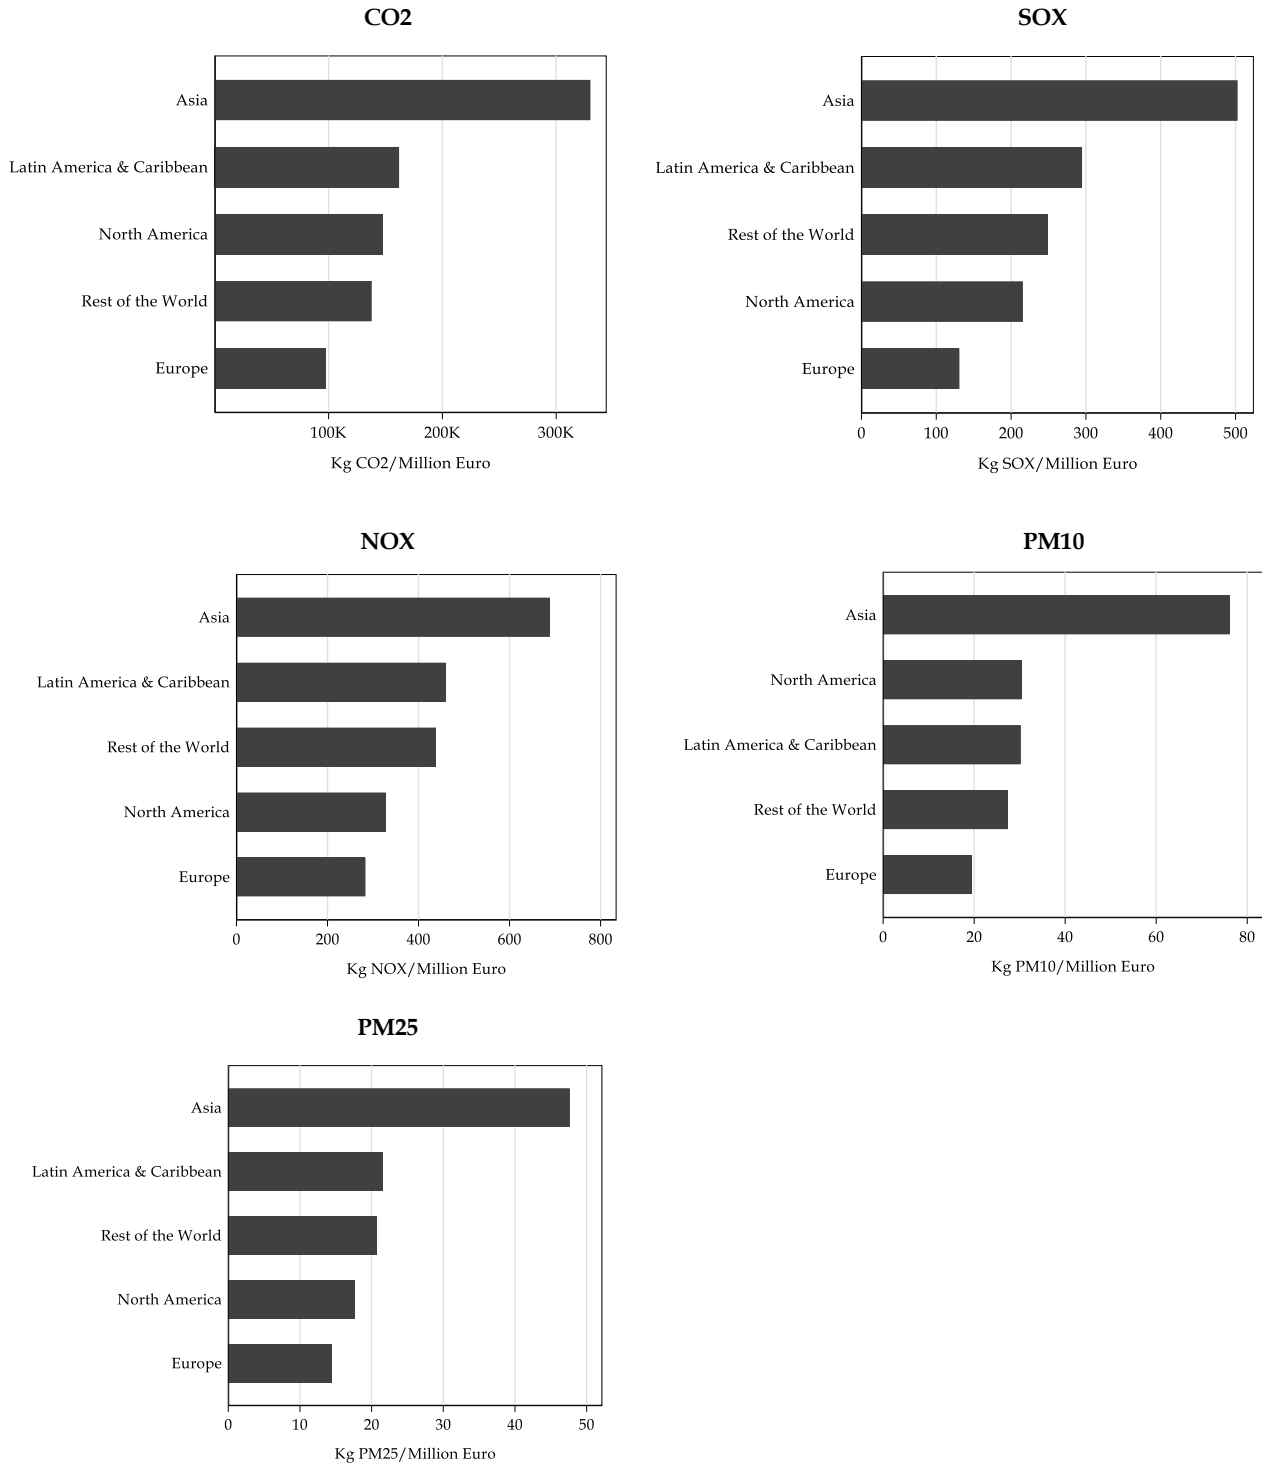 CO2
Asia
Latin America & Caribbean
North America
Rest of the World
Europe
100K 200K 300K
Kg CO2/Million Euro
SOX
Asia
Latin America & Caribbean
Rest of the World
North America
Europe
0 100 200 300 400 500
Kg SOX/Million Euro
NOX
Asia
Latin America & Caribbean
Rest of the World
North America
Europe
0 200 400 600 800
Kg NOX/Million Euro
PM10
Asia
North America
Latin America & Caribbean
Rest of the World
Europe
0 20 40 60 80
Kg PM10/Million Euro
PM25
Asia
Latin America & Caribbean
Rest of the World
North America
Europe
0 10 20 30 40 50
Kg PM25/Million Euro